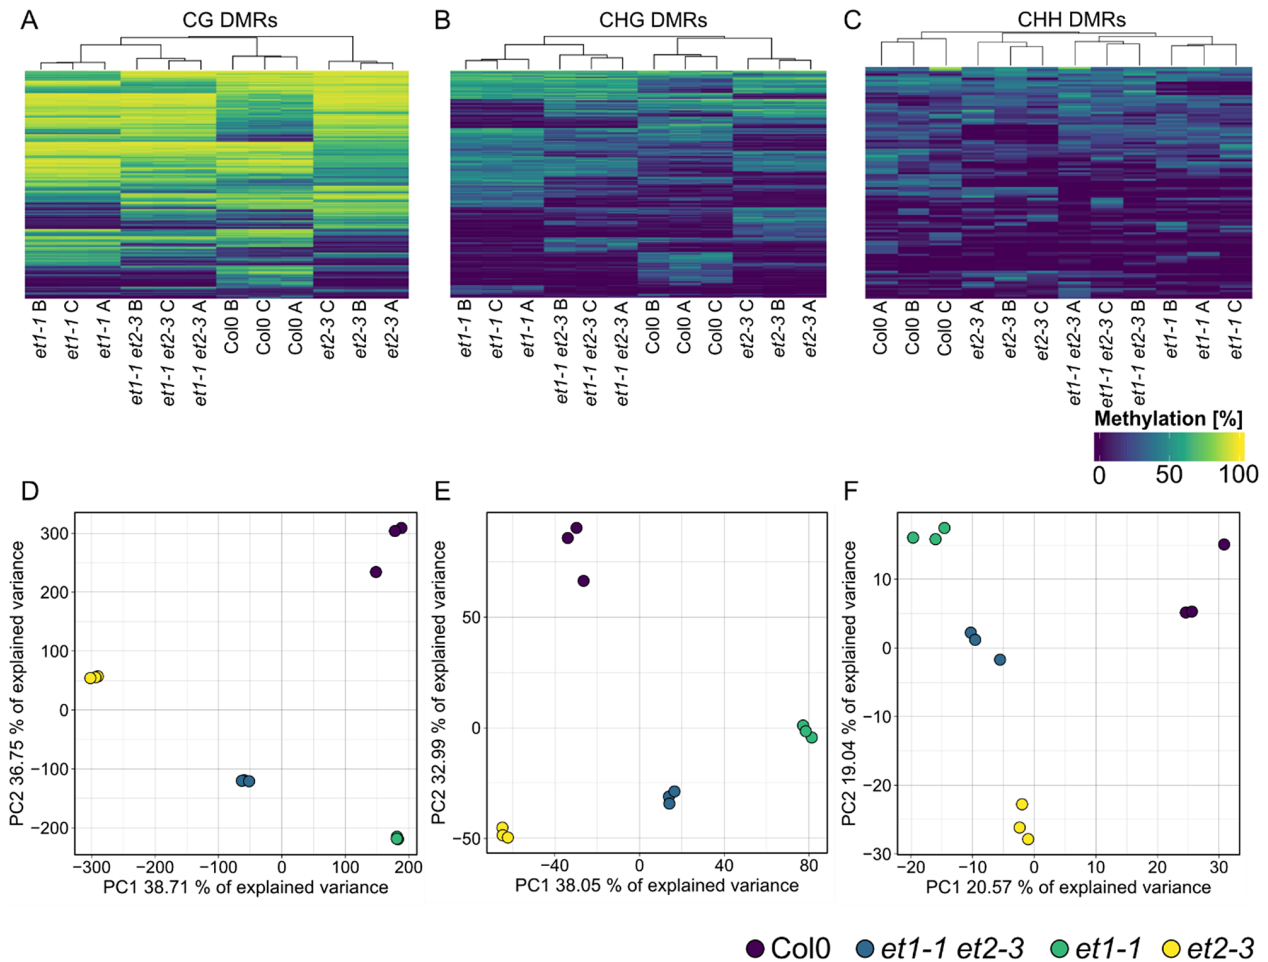 A
CG DMRs
B
CHG DMRs
C
CHH DMRs
et1-1 B
et1-1 C
et1-1 A
et1-1 et2-3 B
et1-1 et2-3 C
et1-1 et2-3 A
Col0 B
Col0 C
Col0 A
et2-3 C
et2-3 B
et2-3 A
et1-1 B
et1-1 C
et1-1 A
et1-1 et2-3 B
et1-1 et2-3 C
et1-1 et2-3 A
Col0 B
Col0 A
Col0 C
et2-3 C
et2-3 B
et2-3 A
Col0 A
Col0 B
Col0 C
et2-3 A
et2-3 B
et2-3 C
et1-1 et2-3 A
et1-1 et2-3 C
et1-1 et2-3 B
et1-1 B
et1-1 A
et1-1 C
Methylation [%]
0 50 100
D
PC2 36.75 % of explained variance
300
200
100
0
−100
−200
−300 −200 −100 0 100 200
PC1 38.71 % of explained variance
E
PC2 32.99 % of explained variance
50
0
−50
−40 0 40 80
PC1 38.05 % of explained variance
F
PC2 19.04 % of explained variance
10
0
−10
−20
−30
−20 −10 0 10 20 30
PC1 20.57 % of explained variance
Col0 et1-1 et2-3 et1-1 et2-3